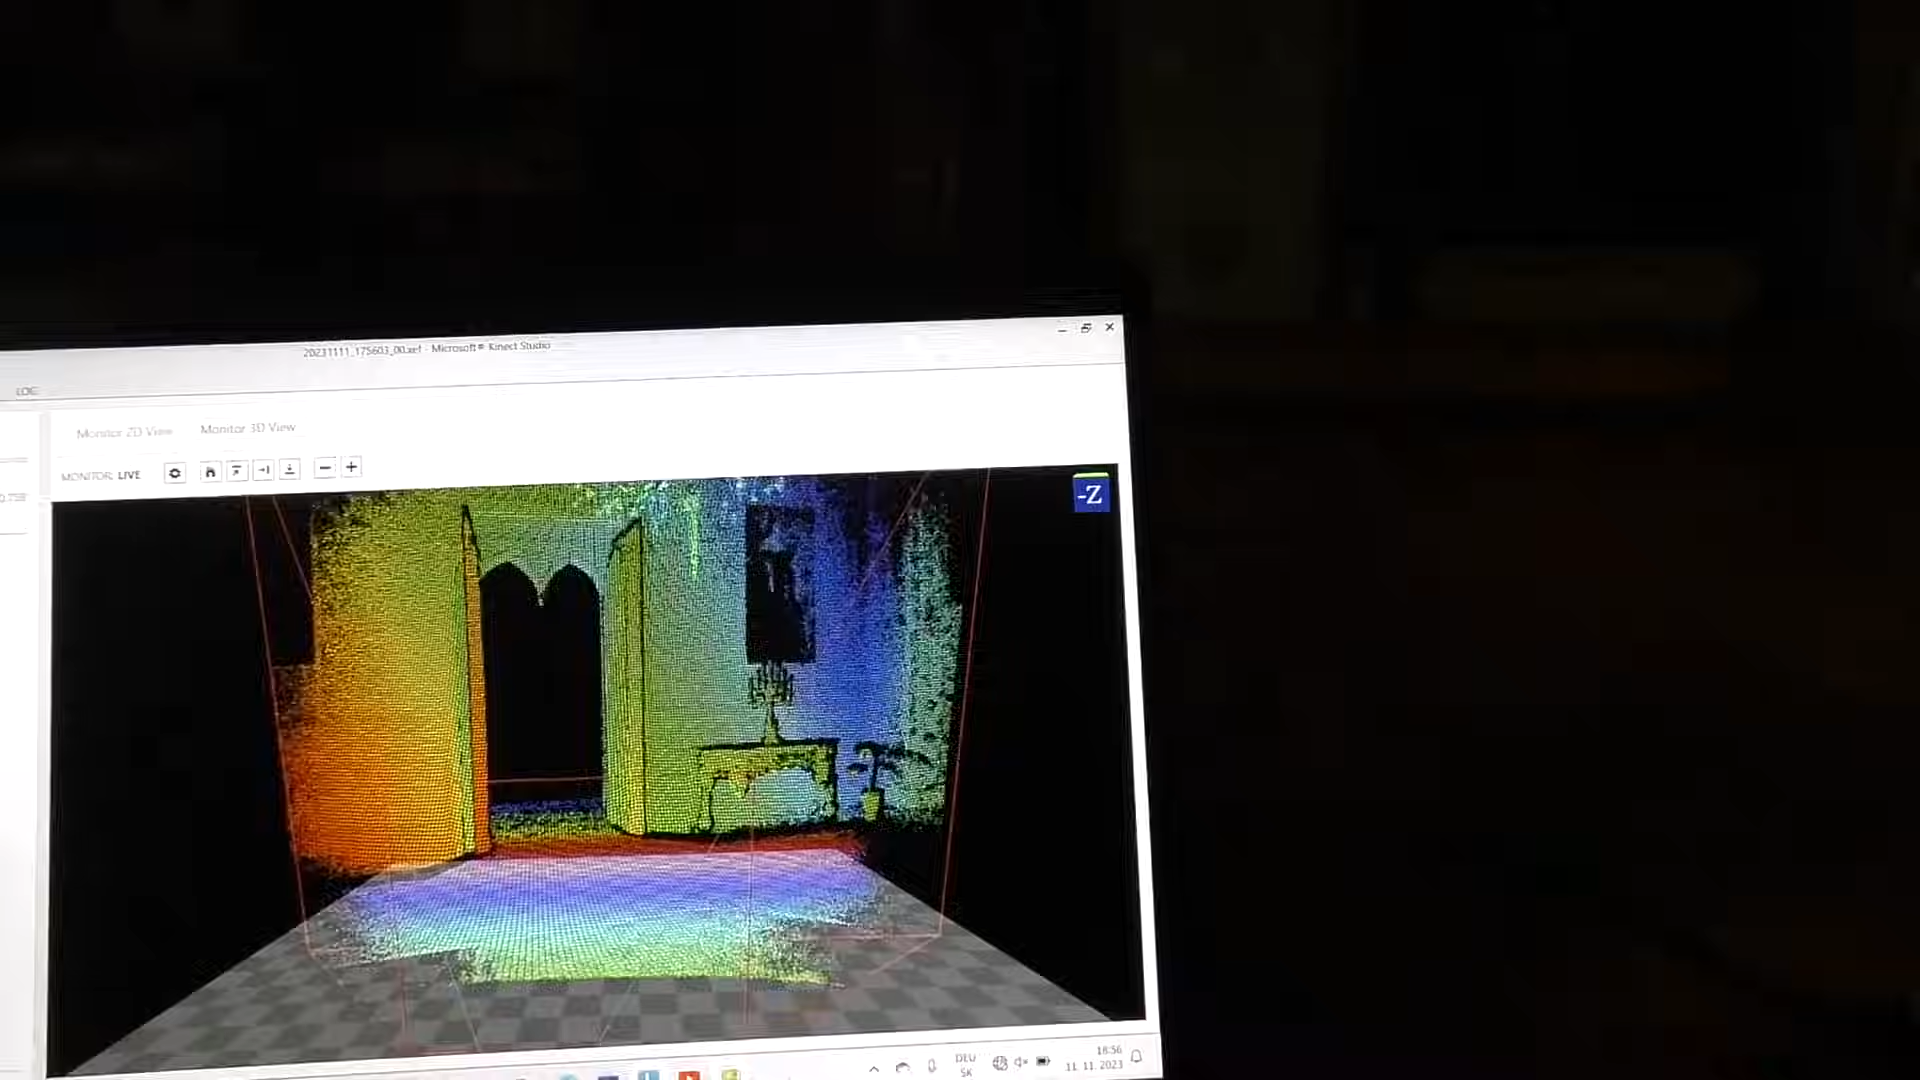 20231111_175603_00.xef - Microsoft® Kinect Studio
LOG
Monitor 2D View Monitor 3D View
MONITOR: LIVE
-Z
DEU
SK
18:56
11.11.2023